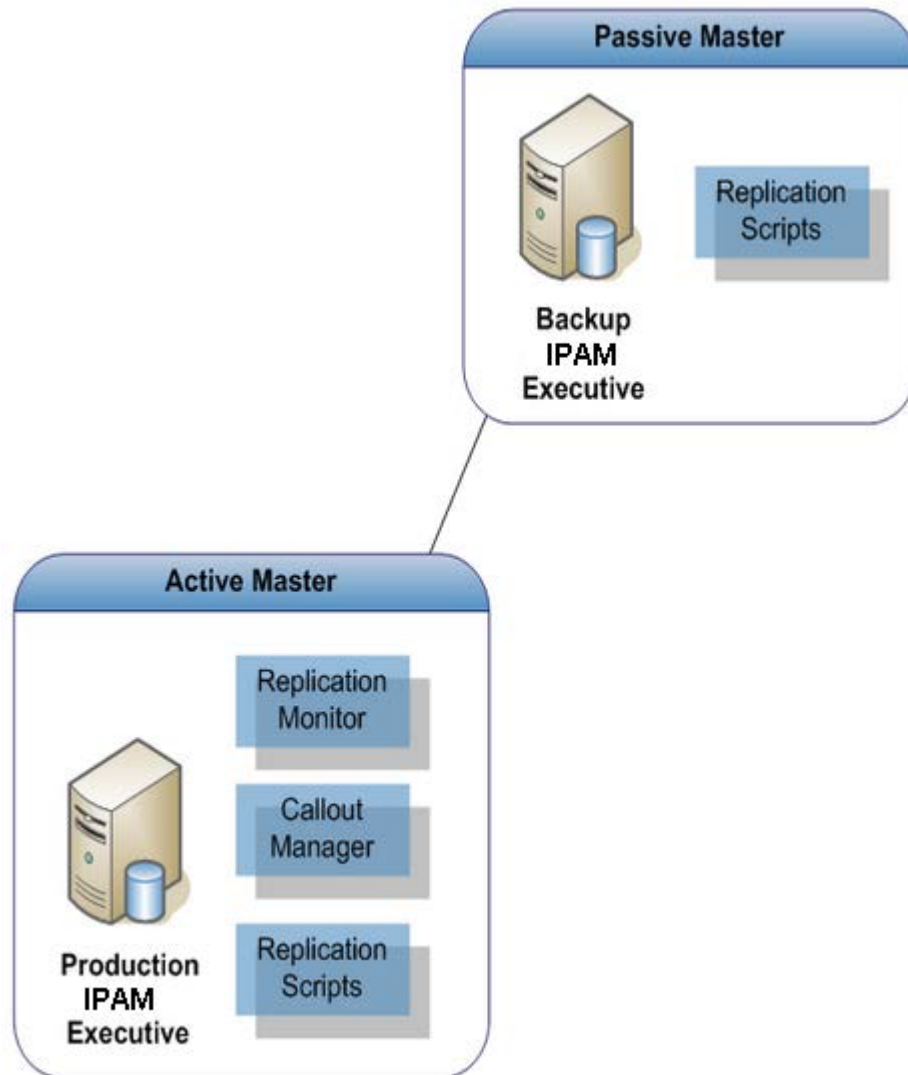 Passive Master
Replication
Scripts
Backup
IPAM
Executive
Active Master
Replication
Monitor
Callout
Manager
Replication
Scripts
Production
IPAM
Executive